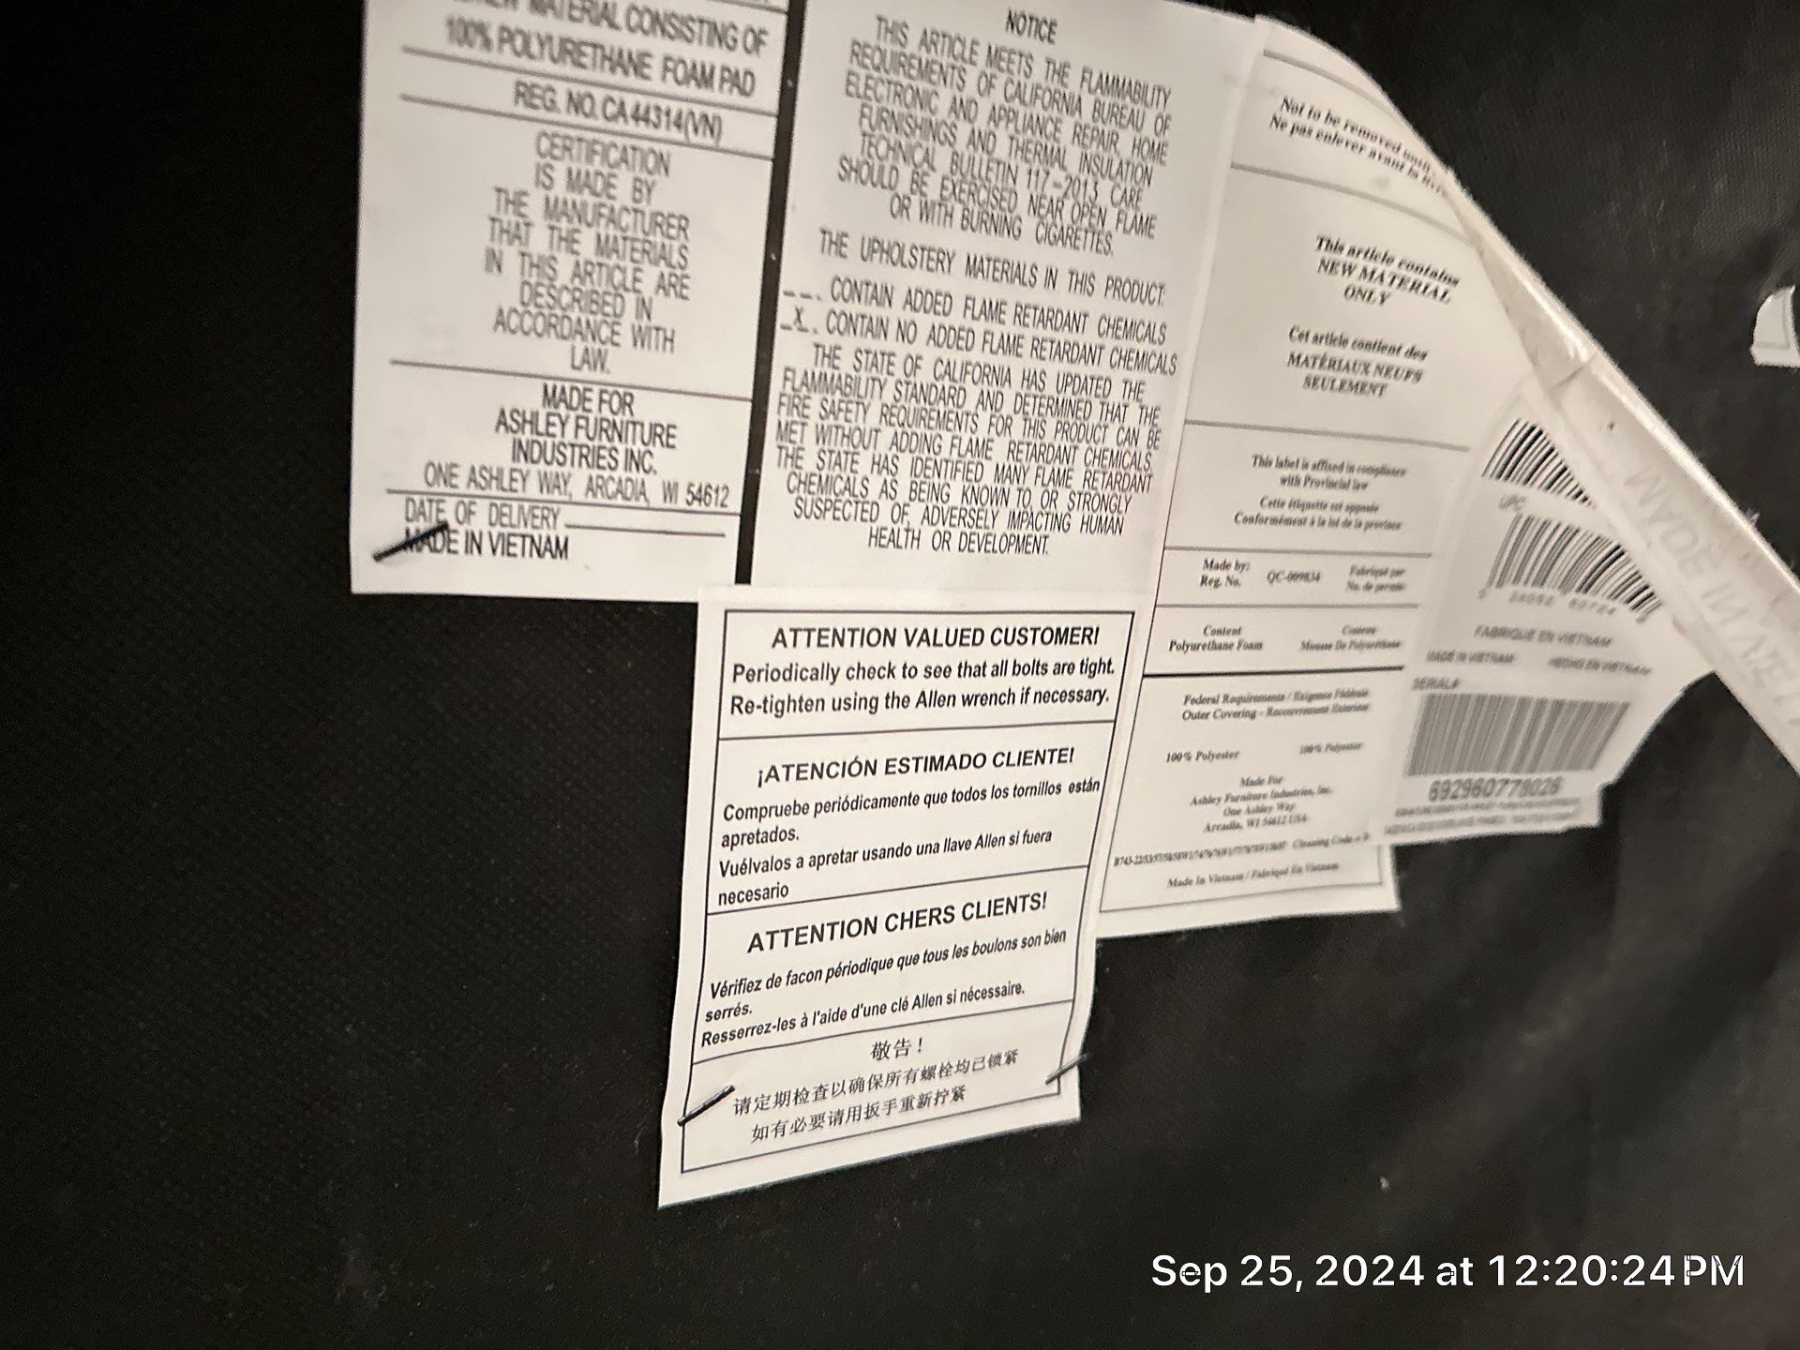 MATERIAL CONSISTING OF
100% POLYURETHANE FOAM PAD
REG. NO. CA 44314(VN)
CERTIFICATION
IS MADE BY
THE MANUFACTURER
THAT THE MATERIALS
IN THIS ARTICLE ARE
DESCRIBED IN
ACCORDANCE WITH
LAW.
MADE FOR
ASHLEY FURNITURE
INDUSTRIES INC.
ONE ASHLEY WAY, ARCADIA, WI 54612
DATE OF DELIVERY
MADE IN VIETNAM
NOTICE
THIS ARTICLE MEETS THE FLAMMABILITY
REQUIREMENTS OF CALIFORNIA BUREAU OF
ELECTRONIC AND APPLIANCE REPAIR, HOME
FURNISHINGS AND THERMAL INSULATION
TECHNICAL BULLETIN 117-2013. CARE
SHOULD BE EXERCISED NEAR OPEN FLAME
OR WITH BURNING CIGARETTES.
THE UPHOLSTERY MATERIALS IN THIS PRODUCT:
__. CONTAIN ADDED FLAME RETARDANT CHEMICALS
_X_. CONTAIN NO ADDED FLAME RETARDANT CHEMICALS
THE STATE OF CALIFORNIA HAS UPDATED THE
FLAMMABILITY STANDARD AND DETERMINED THAT THE
FIRE SAFETY REQUIREMENTS FOR THIS PRODUCT CAN BE
MET WITHOUT ADDING FLAME RETARDANT CHEMICALS.
THE STATE HAS IDENTIFIED MANY FLAME RETARDANT
CHEMICALS AS BEING KNOWN TO, OR STRONGLY
SUSPECTED OF, ADVERSELY IMPACTING HUMAN
HEALTH OR DEVELOPMENT.
Not to be removed until
Ne pas enlever avant la
This article contains
NEW MATERIAL
ONLY
Cet article contient des
MATÉRIAUX NEUFS
SEULEMENT
This label is affixed in compliance
with Provincial law
Cette étiquette est apposée
Conformément à la loi de la province
Made by: Fabriqué par
Reg. No. QC-009834 No. de permis
Content Contenu
Polyurethane Foam Mousse De Polyuréthane
Federal Requirements / Exigence Fédérale
Outer Covering - Recouvrement Extérieur
100% Polyester 100% Polyester
Made For
Ashley Furniture Industries, Inc.
One Ashley Way
Arcadia, WI 54612 USA
Cleaning Code =
Made In Vietnam / Fabriqué En Vietnam
UPC
FABRIQUE EN VIETNAM
MADE IN VIETNAM HECHO EN VIETNAM
SERIAL#
692960778026
MADE IN VIE
ATTENTION VALUED CUSTOMER!
Periodically check to see that all bolts are tight.
Re-tighten using the Allen wrench if necessary.
¡ATENCIÓN ESTIMADO CLIENTE!
Compruebe periódicamente que todos los tornillos están
apretados.
Vuélvalos a apretar usando una llave Allen si fuera
necesario
ATTENTION CHERS CLIENTS!
Vérifiez de facon périodique que tous les boulons son bien
serrés.
Resserrez-les à l'aide d'une clé Allen si nécessaire.
敬告！
请定期检查以确保所有螺栓均已锁紧
如有必要请用扳手重新拧紧
Sep 25, 2024 at 12:20:24 PM